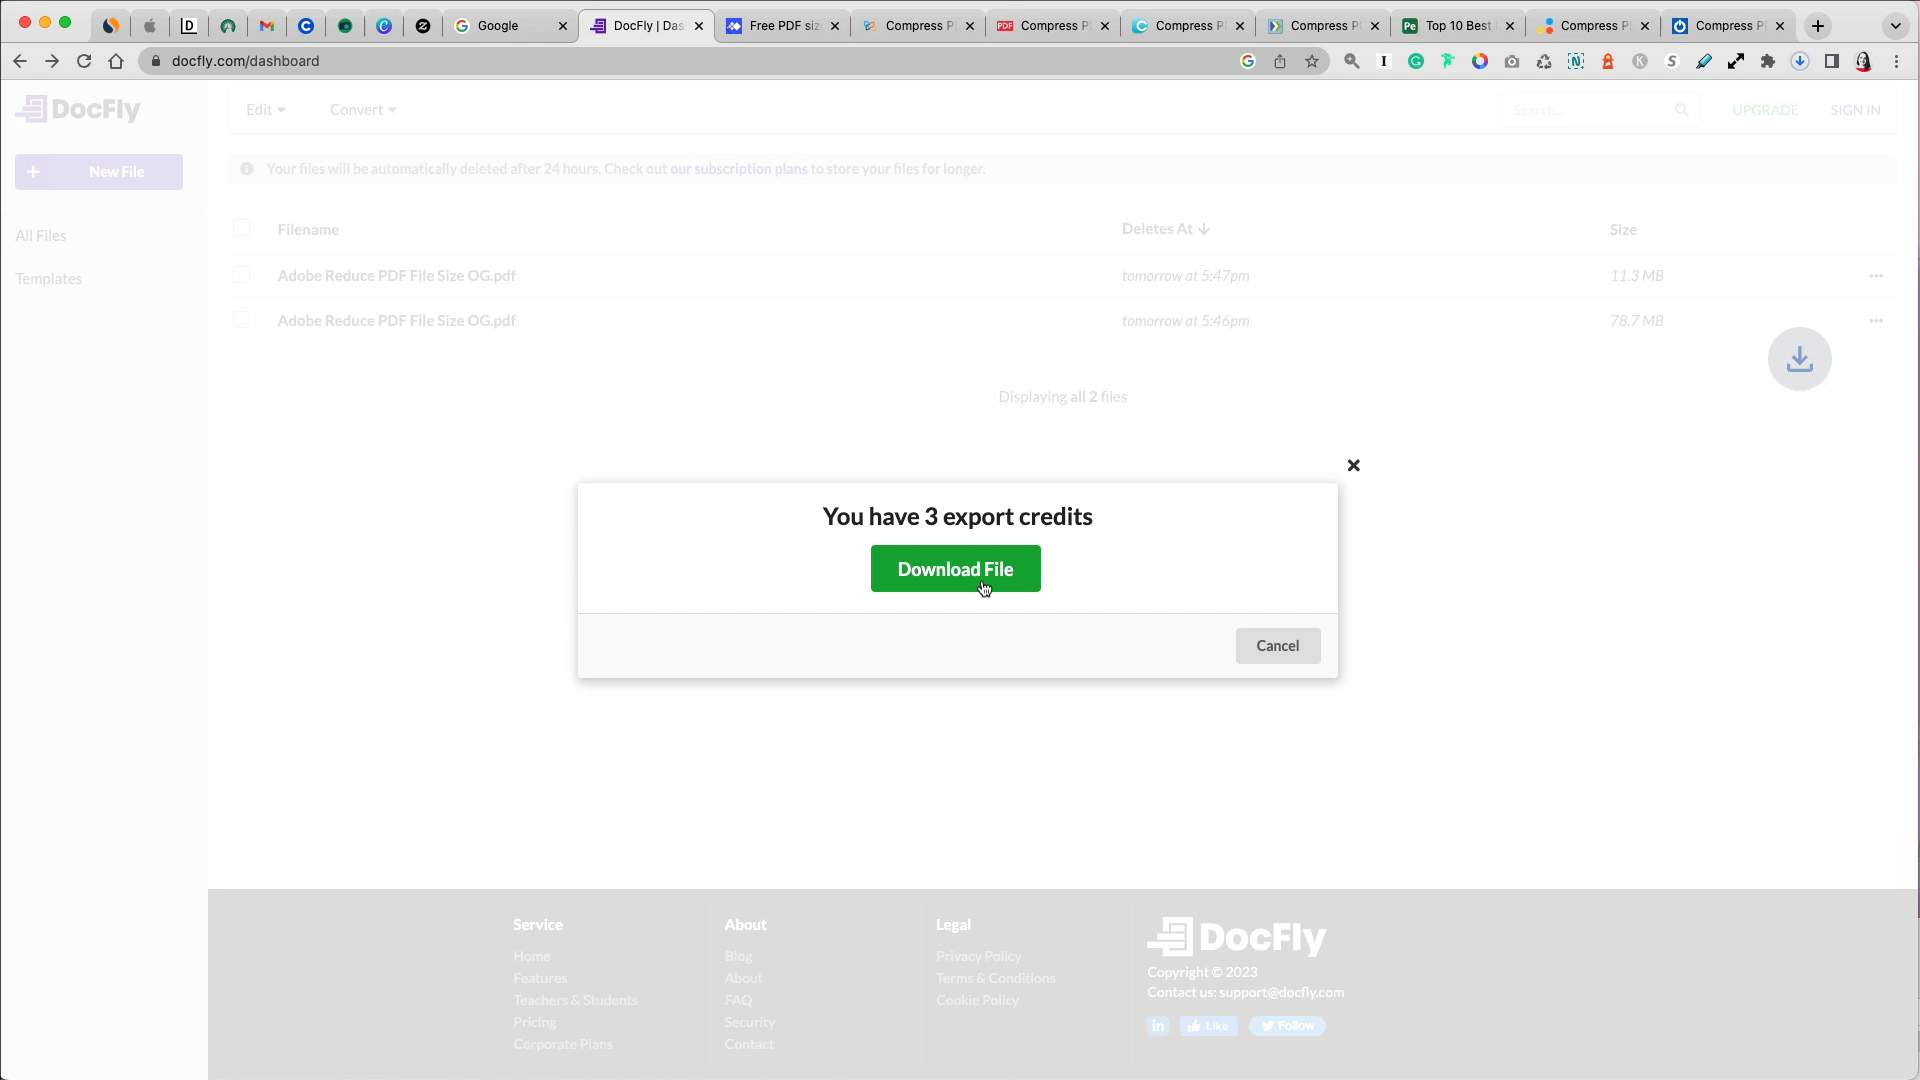 Google
DocFly | Das
Free PDF siz
Compress P
PDF
Compress P
Compress P
Compress P
Pe
Top 10 Best
Compress P
Compress P
docfly.com/dashboard
DocFly
Edit
Convert
Search...
UPGRADE
SIGN IN
+ New File
Your files will be automatically deleted after 24 hours. Check out our subscription plans to store your files for longer.
All Files
Templates
Filename
Deletes At
Size
Adobe Reduce PDF File Size OG.pdf
tomorrow at 5:47pm
11.3 MB
Adobe Reduce PDF File Size OG.pdf
tomorrow at 5:46pm
78.7 MB
Displaying all 2 files
You have 3 export credits
Download File
Cancel
Service
Home
Features
Teachers & Students
Pricing
Corporate Plans
About
Blog
About
FAQ
Security
Contact
Legal
Privacy Policy
Terms & Conditions
Cookie Policy
DocFly
Copyright © 2023
Contact us: support@docfly.com
in
Like
Follow